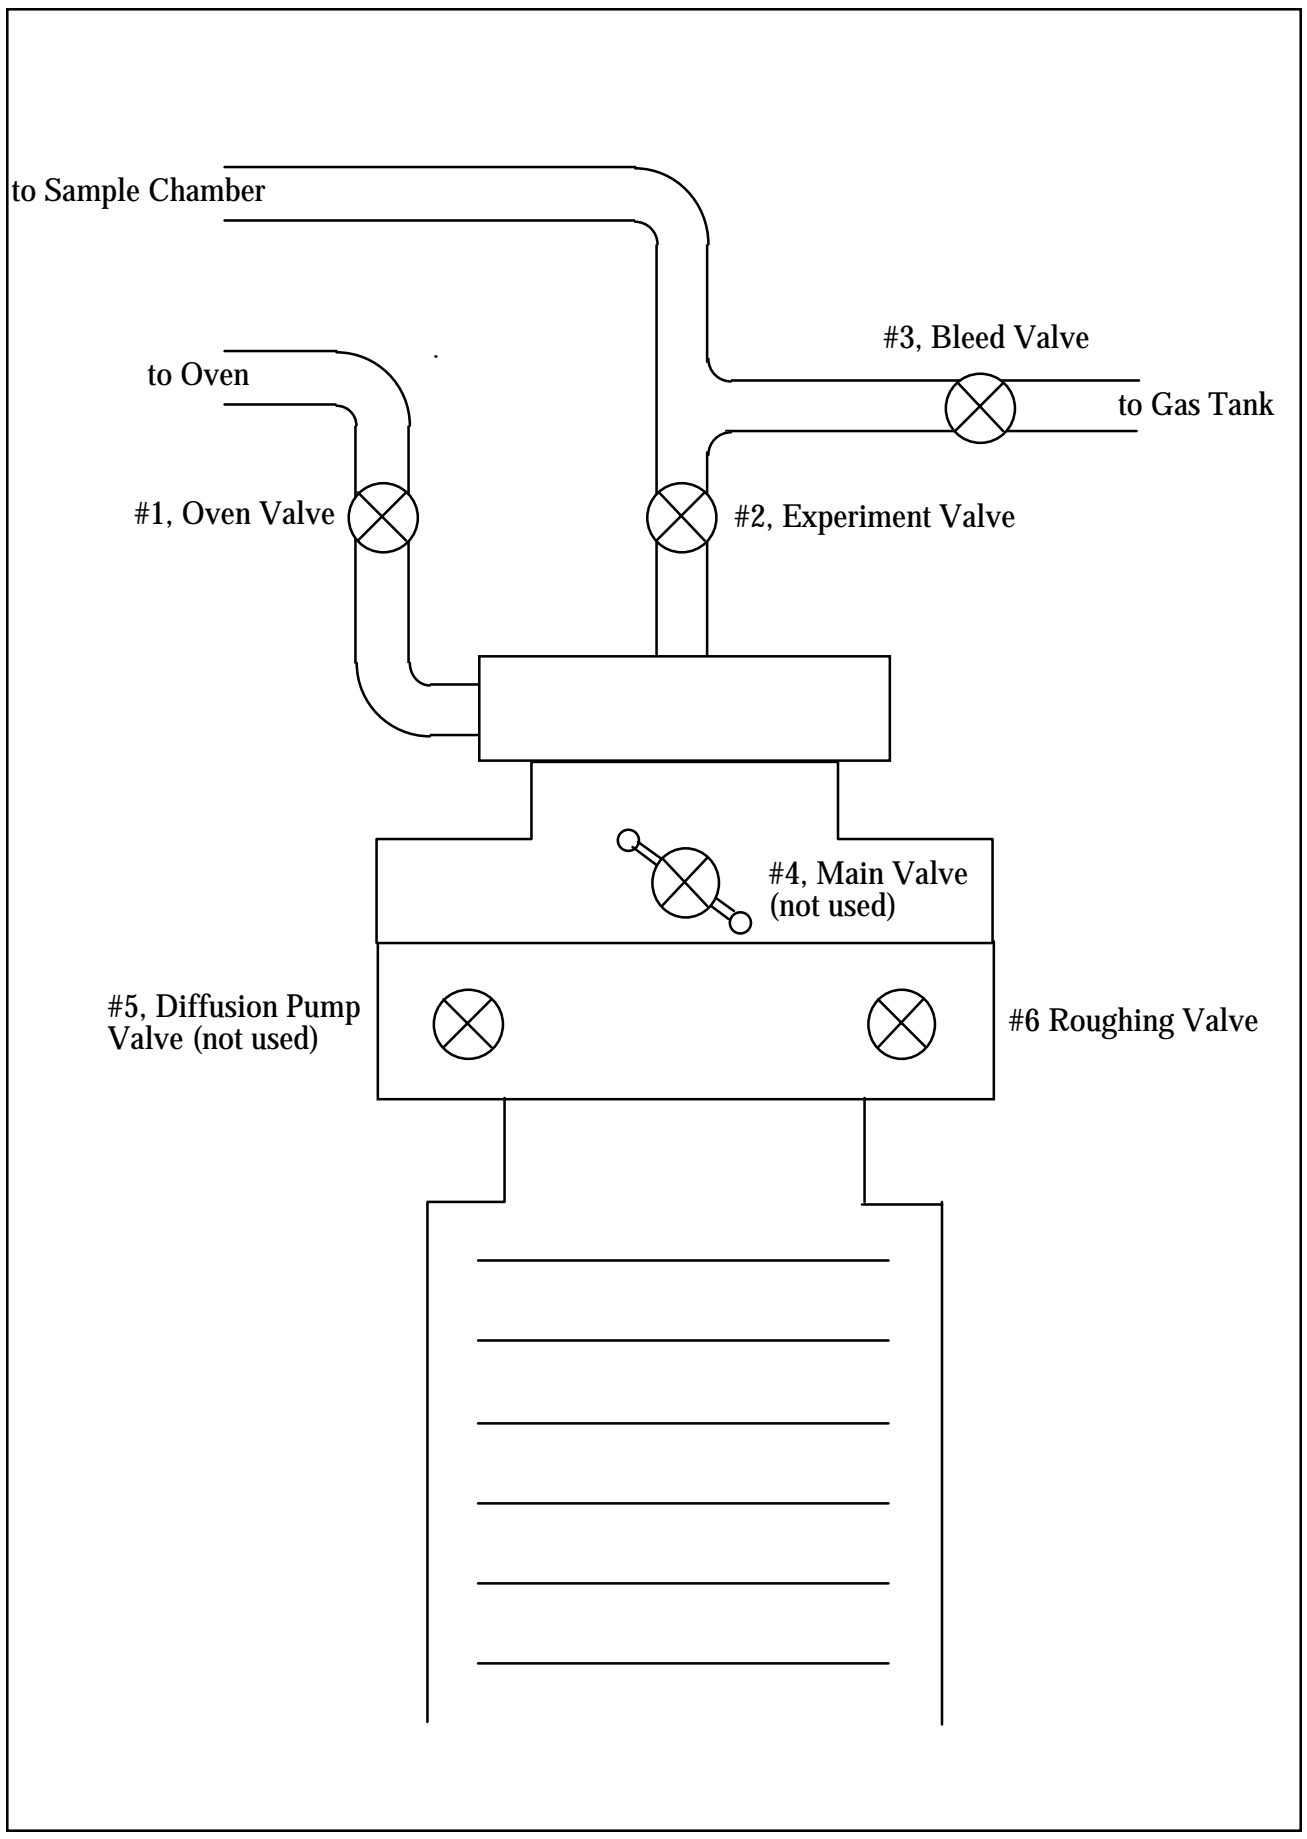 to Sample Chamber
#3, Bleed Valve
to Oven
to Gas Tank
#1, Oven Valve
#2, Experiment Valve
#4, Main Valve
(not used)
#5, Diffusion Pump
Valve (not used)
#6 Roughing Valve